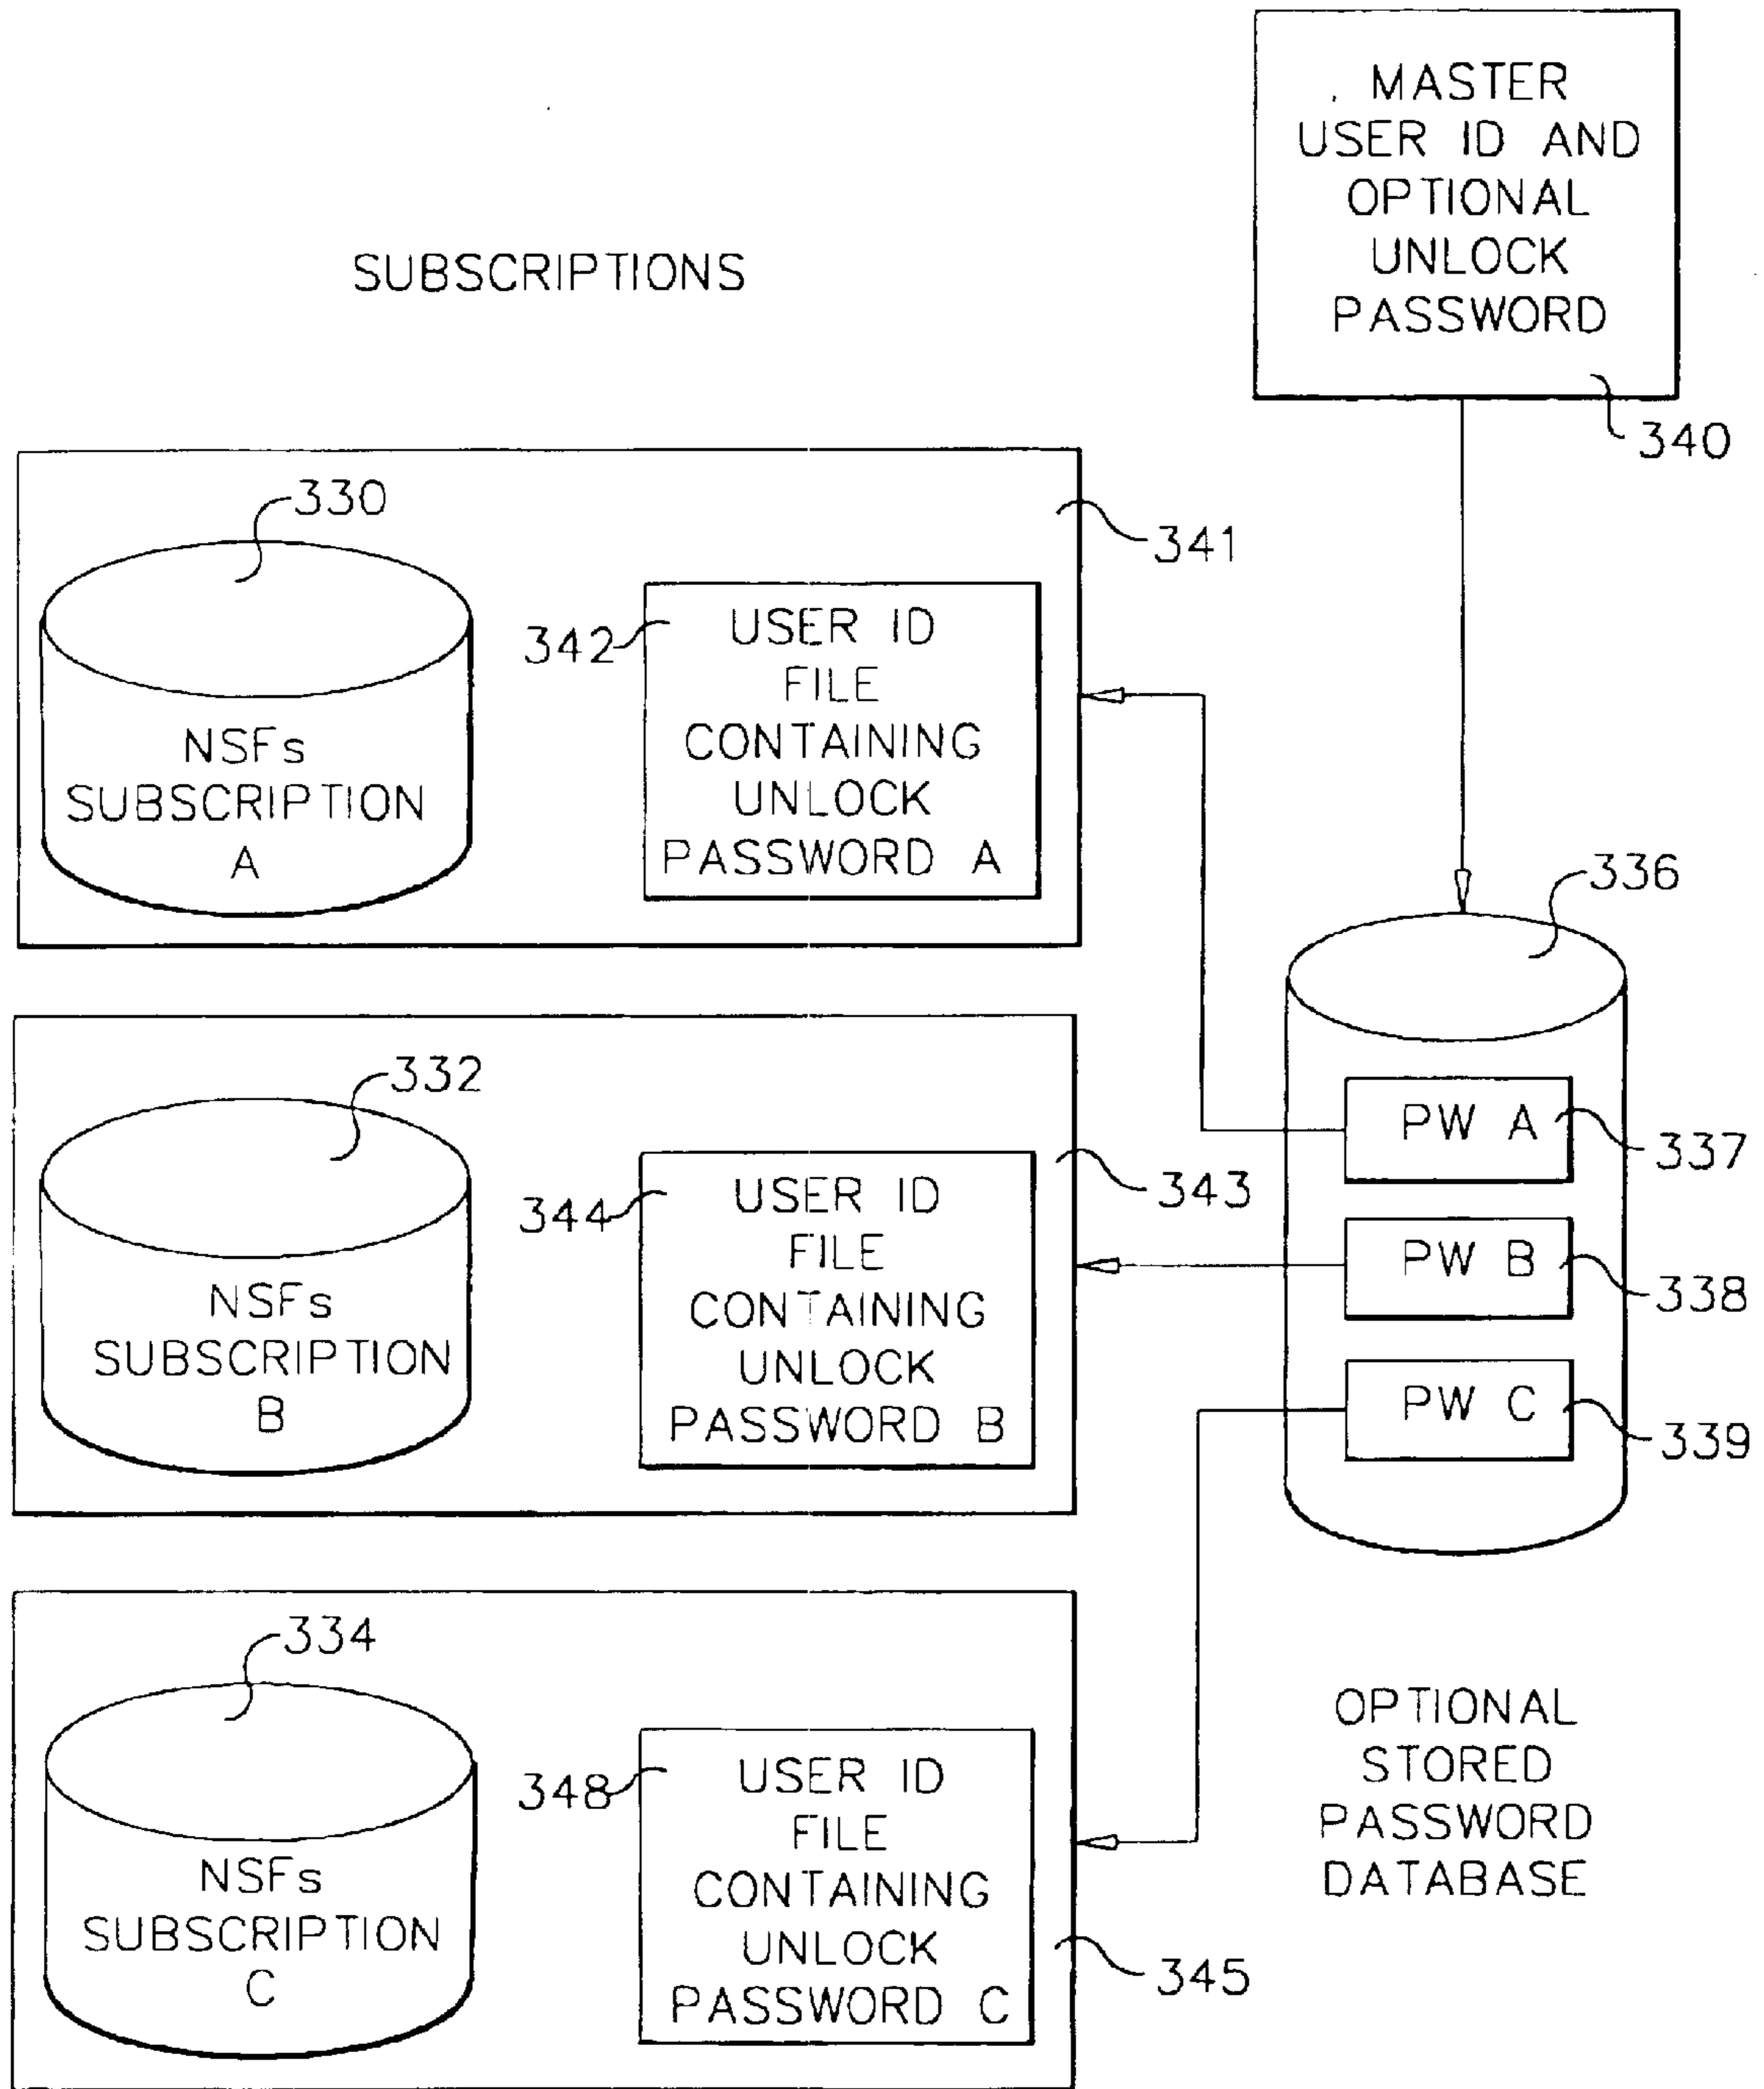 MASTER
USER ID AND
OPTIONAL
UNLOCK
PASSWORD
340
SUBSCRIPTIONS
330
341
342
USER ID
FILE
CONTAINING
UNLOCK
PASSWORD A
NSFs
SUBSCRIPTION
A
336
332
343
344
USER ID
FILE
CONTAINING
UNLOCK
PASSWORD B
NSFs
SUBSCRIPTION
B
PW A
337
PW B
338
PW C
339
334
345
348
USER ID
FILE
CONTAINING
UNLOCK
PASSWORD C
NSFs
SUBSCRIPTION
C
OPTIONAL
STORED
PASSWORD
DATABASE